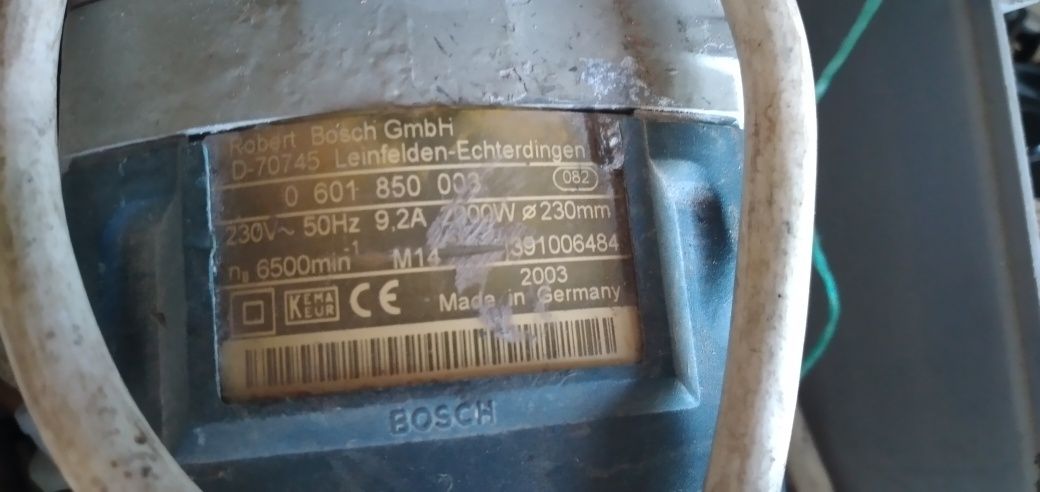 Robert Bosch GmbH
D-70745 Leinfelden-Echterdingen
0 601 850 003 082
230V~ 50Hz 9,2A ⌀230mm
n₀ 6500min⁻¹ M14 391006484
2003
KEMA EUR CE Made in Germany
BOSCH